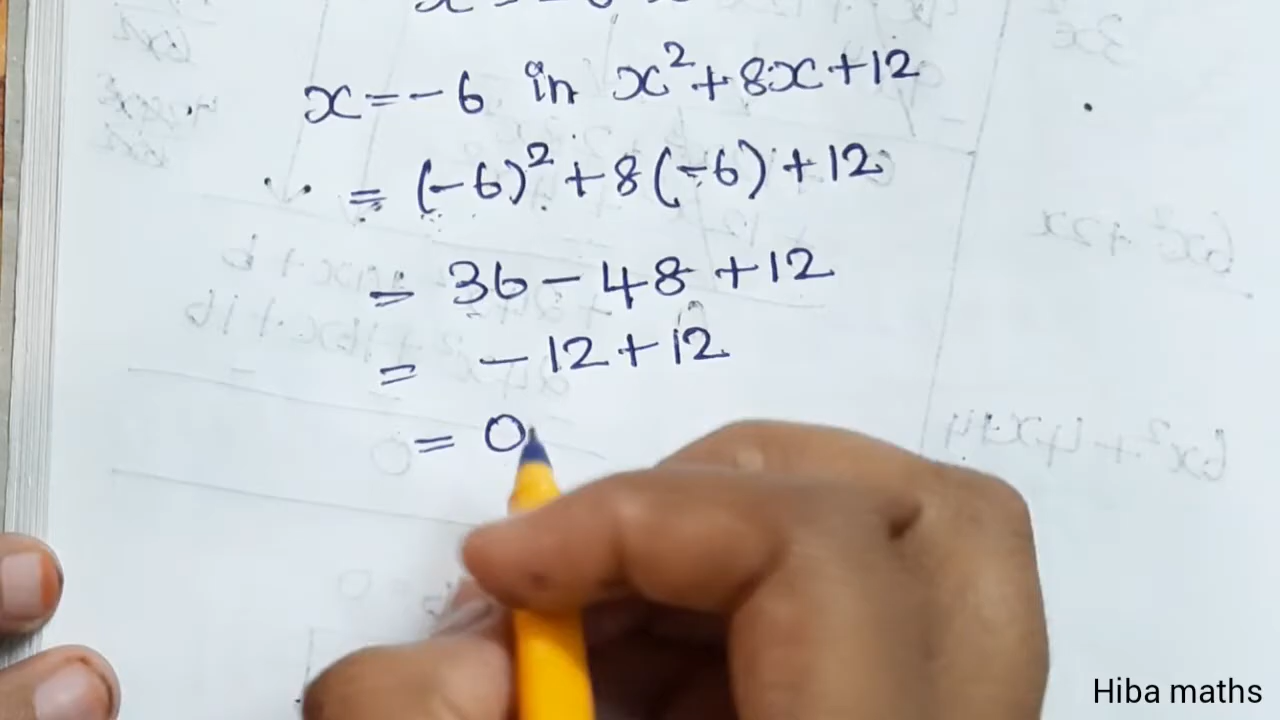 x = -6 in x² + 8x + 12
= (-6)² + 8(-6) + 12
= 36 - 48 + 12
= -12 + 12
= 0
Hiba maths